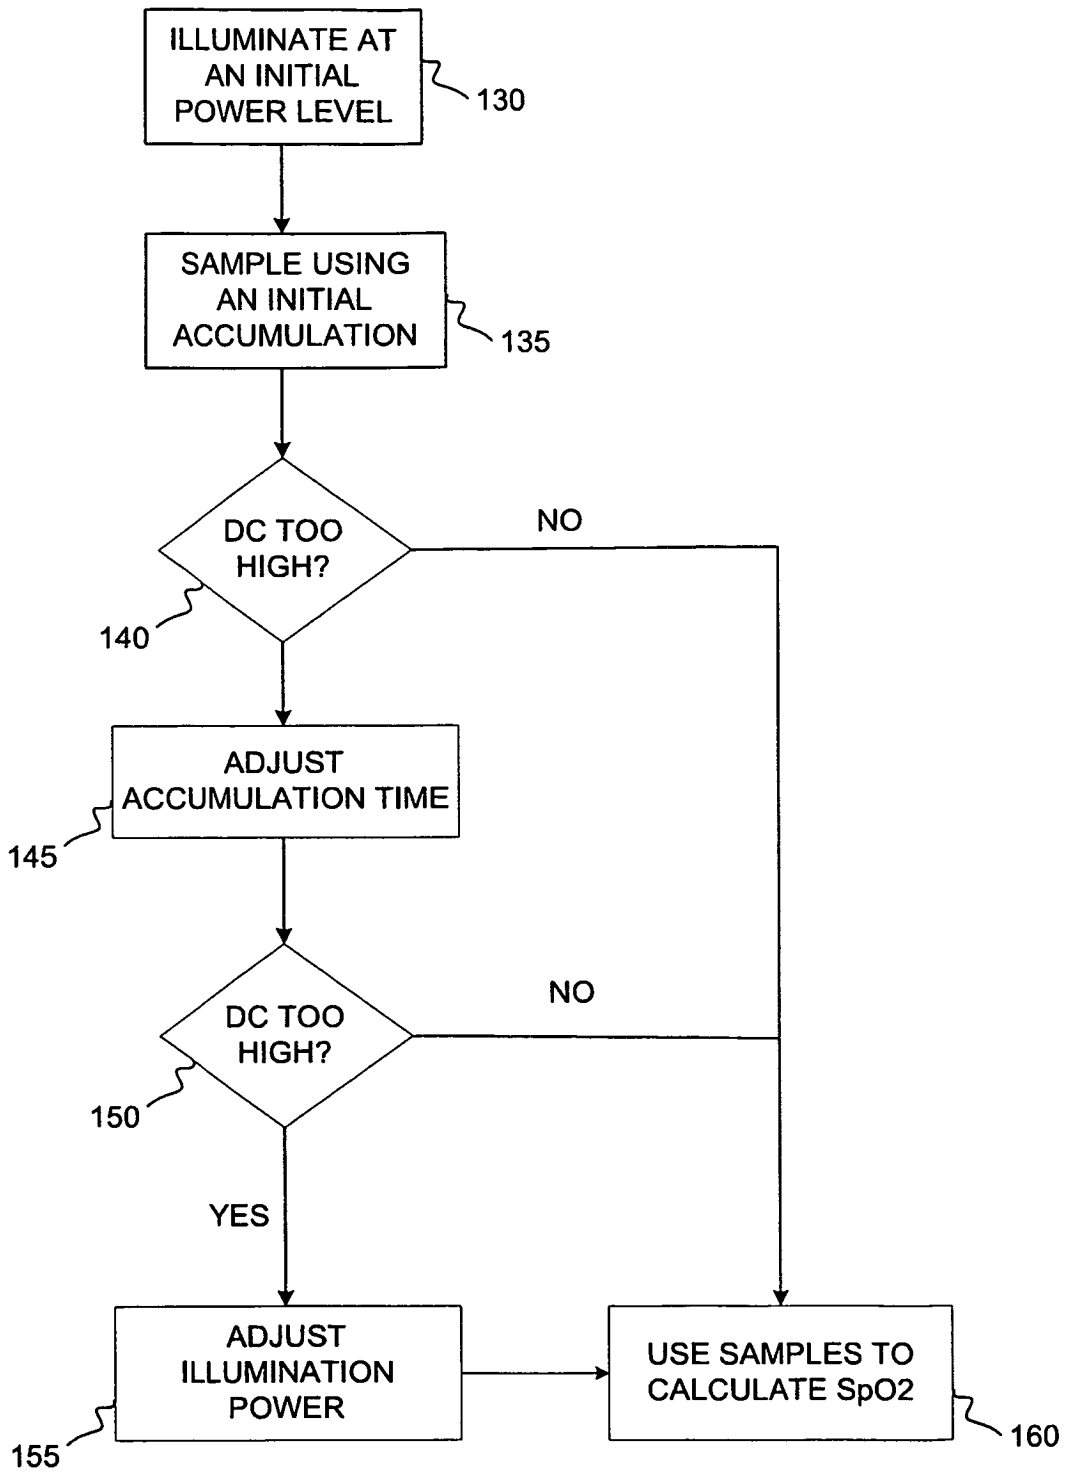 ILLUMINATE AT
AN INITIAL
POWER LEVEL
130
SAMPLE USING
AN INITIAL
ACCUMULATION
135
DC TOO
HIGH?
NO
140
ADJUST
ACCUMULATION TIME
145
DC TOO
HIGH?
NO
150
YES
ADJUST
ILLUMINATION
POWER
155
USE SAMPLES TO
CALCULATE SpO2
160